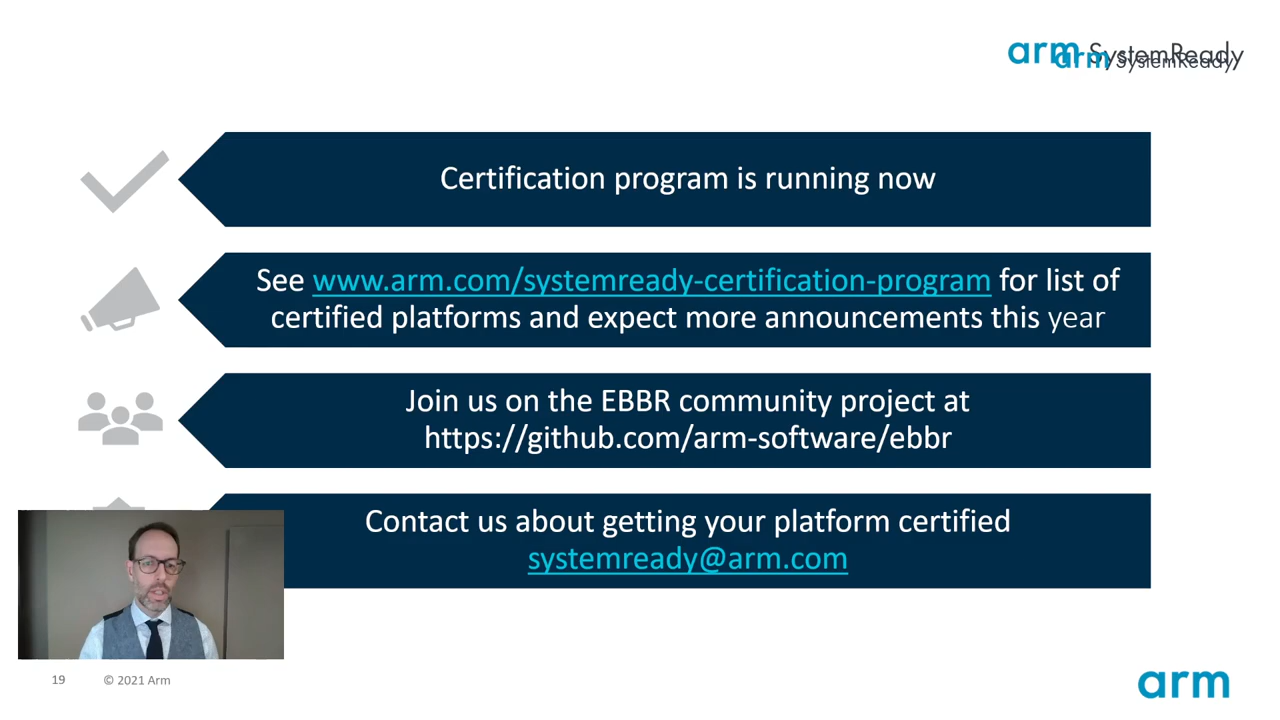 arm SystemReady
arm SystemReady
Certification program is running now
See www.arm.com/systemready-certification-program for list of
certified platforms and expect more announcements this year
Join us on the EBBR community project at
https://github.com/arm-software/ebbr
Contact us about getting your platform certified
systemready@arm.com
19 © 2021 Arm
arm